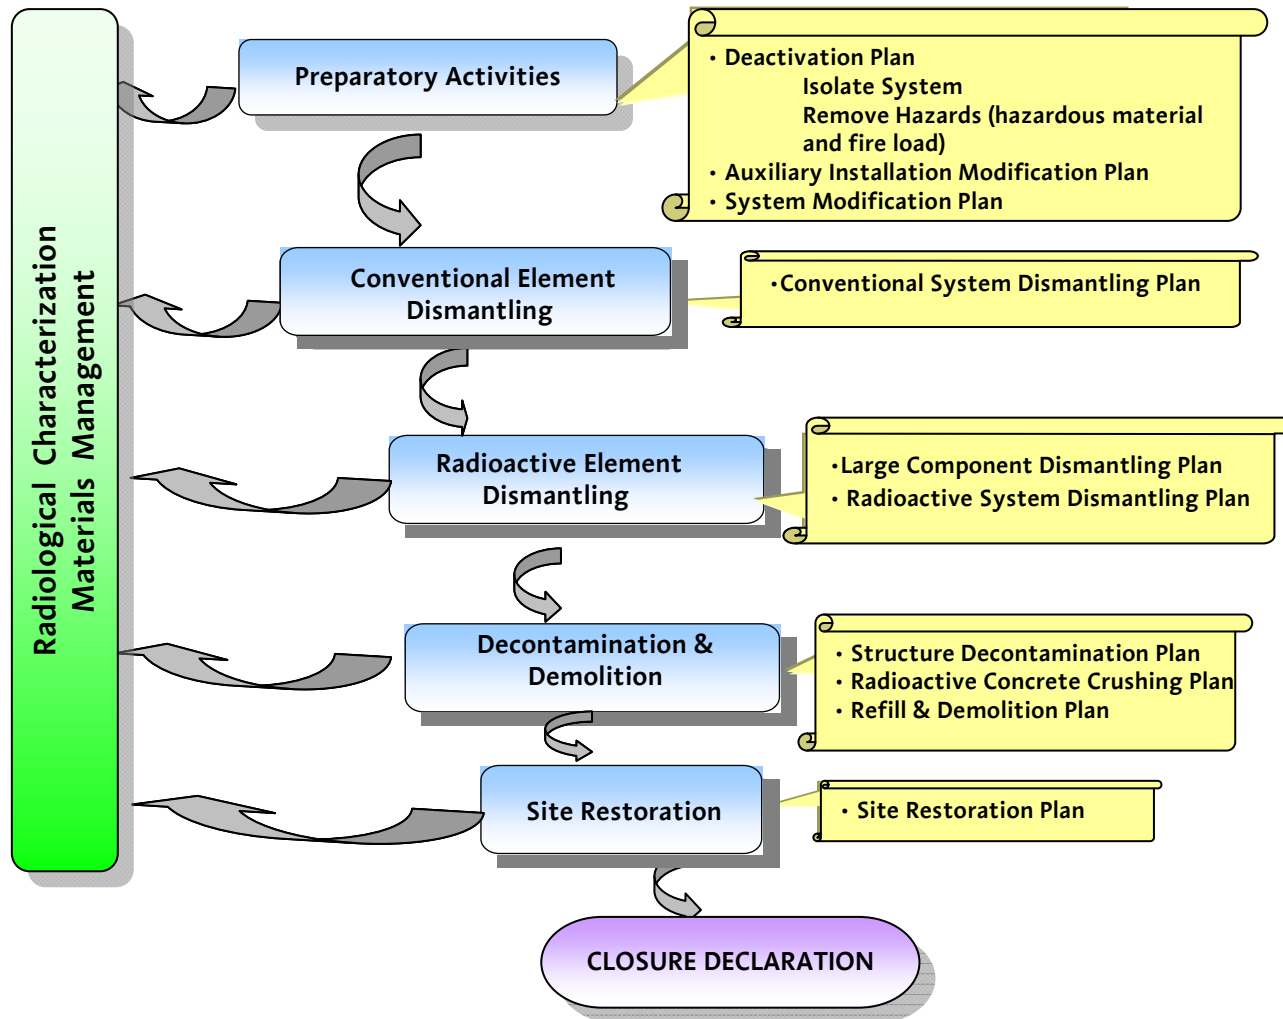 Radiological Characterization
Materials Management
Preparatory Activities
• Deactivation Plan
Isolate System
Remove Hazards (hazardous material
and fire load)
• Auxiliary Installation Modification Plan
• System Modification Plan
Conventional Element
Dismantling
•Conventional System Dismantling Plan
Radioactive Element
Dismantling
•Large Component Dismantling Plan
• Radioactive System Dismantling Plan
Decontamination &
Demolition
• Structure Decontamination Plan
• Radioactive Concrete Crushing Plan
• Refill & Demolition Plan
Site Restoration
• Site Restoration Plan
CLOSURE DECLARATION